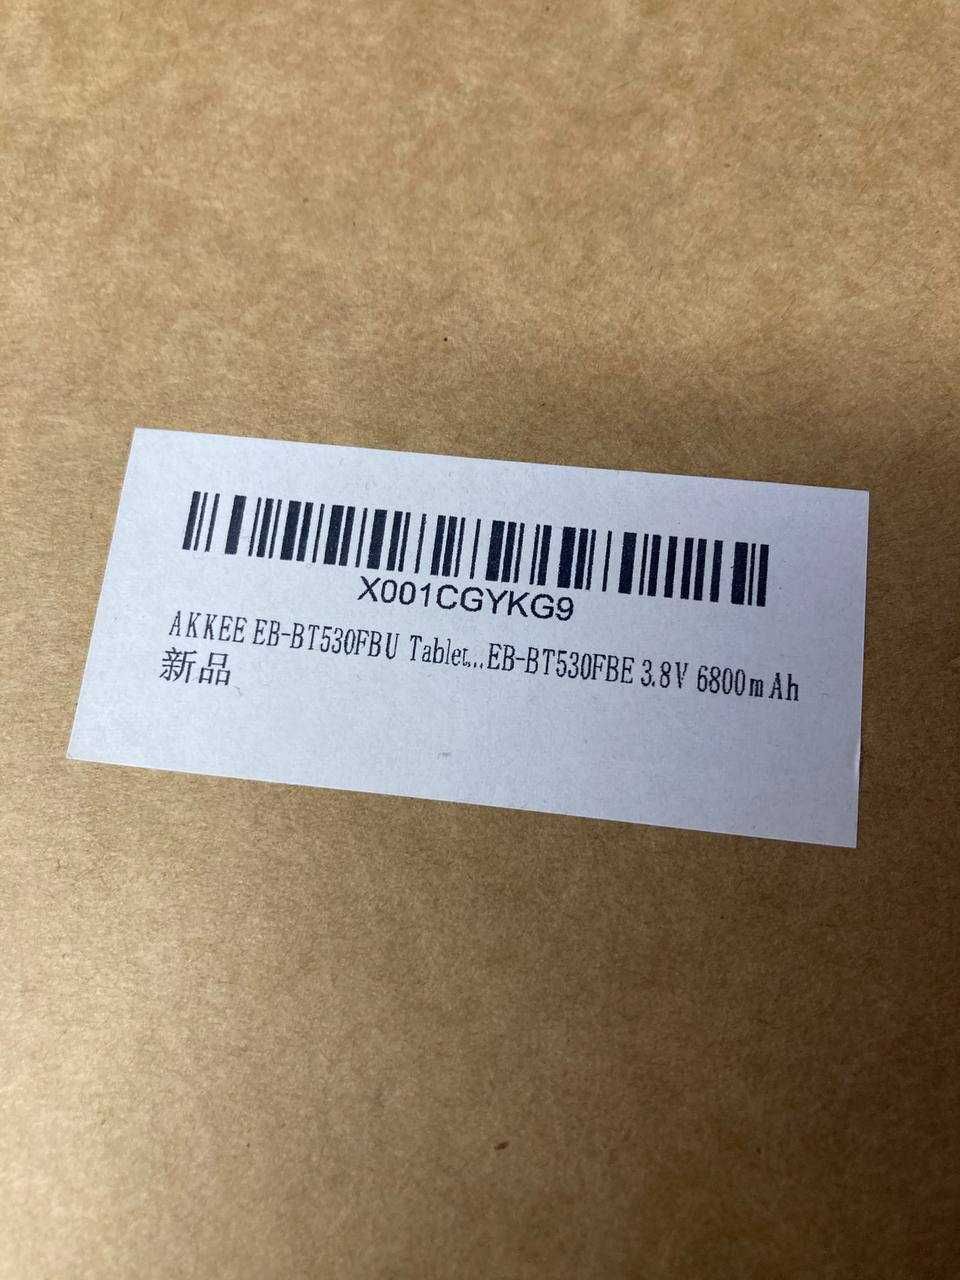 X001CGYKG9
AKKEE EB-BT530FBU Tablet...EB-BT530FBE 3.8V 6800mAh
新品